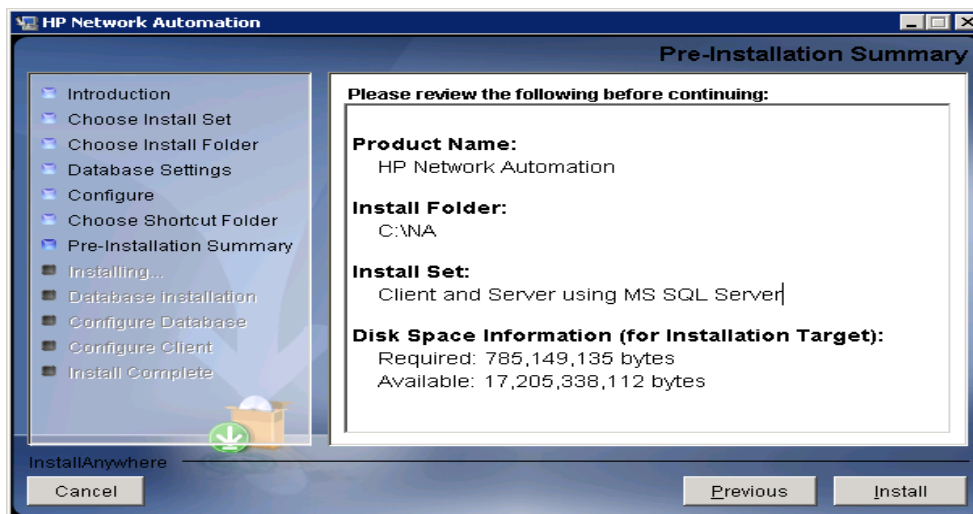 HP Network Automation
Pre-Installation Summary
Introduction
Choose Install Set
Choose Install Folder
Database Settings
Configure
Choose Shortcut Folder
Pre-Installation Summary
Installing...
Database installation
Configure Database
Configure Client
Install Complete
Please review the following before continuing:
Product Name:
HP Network Automation
Install Folder:
C:\NA
Install Set:
Client and Server using MS SQL Server
Disk Space Information (for Installation Target):
Required: 785,149,135 bytes
Available: 17,205,338,112 bytes
InstallAnywhere
Cancel
Previous
Install